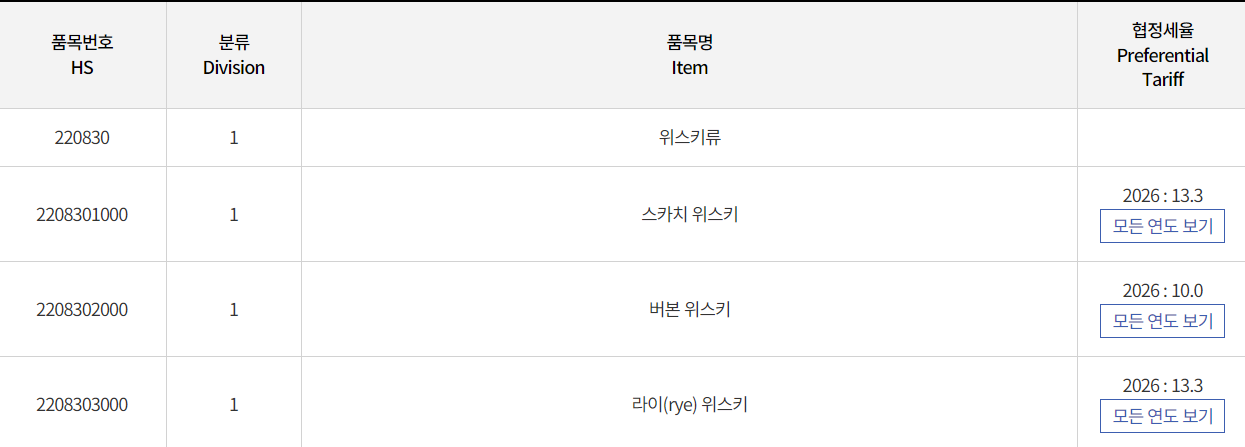 품목번호
HS
분류
Division
품목명
Item
협정세율
Preferential
Tariff
220830
1
위스키류
2208301000
1
스카치 위스키
2026 : 13.3
모든 연도 보기
2208302000
1
버본 위스키
2026 : 10.0
모든 연도 보기
2208303000
1
라이(rye) 위스키
2026 : 13.3
모든 연도 보기